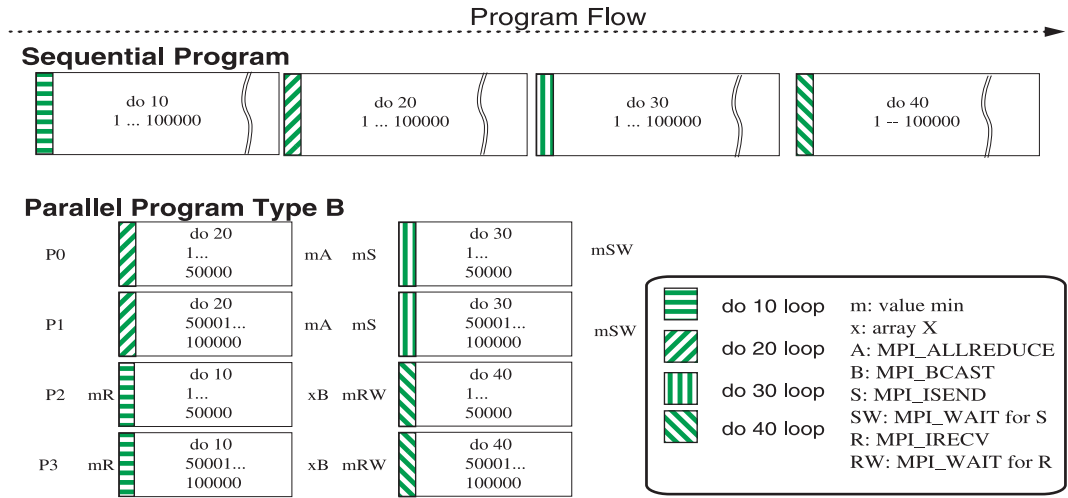 Program Flow
Sequential Program
do 10
1 ... 100000
do 20
1 ... 100000
do 30
1 ... 100000
do 40
1 -- 100000
Parallel Program Type B
P0
do 20
1...
50000
mA mS
do 30
1...
50000
mSW
P1
do 20
50001...
100000
mA mS
do 30
50001...
100000
mSW
P2 mR
do 10
1...
50000
xB mRW
do 40
1...
50000
P3 mR
do 10
50001...
100000
xB mRW
do 40
50001...
100000
do 10 loop
do 20 loop
do 30 loop
do 40 loop
m: value min
x: array X
A: MPI_ALLREDUCE
B: MPI_BCAST
S: MPI_ISEND
SW: MPI_WAIT for S
R: MPI_IRECV
RW: MPI_WAIT for R